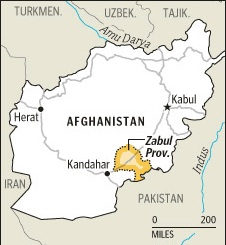 TURKMEN.
UZBEK.
TAJIK.
Amu Darya
Kabul
Herat
AFGHANISTAN
Zabul
Prov.
Kandahar
Indus
IRAN
PAKISTAN
0 200
MILES